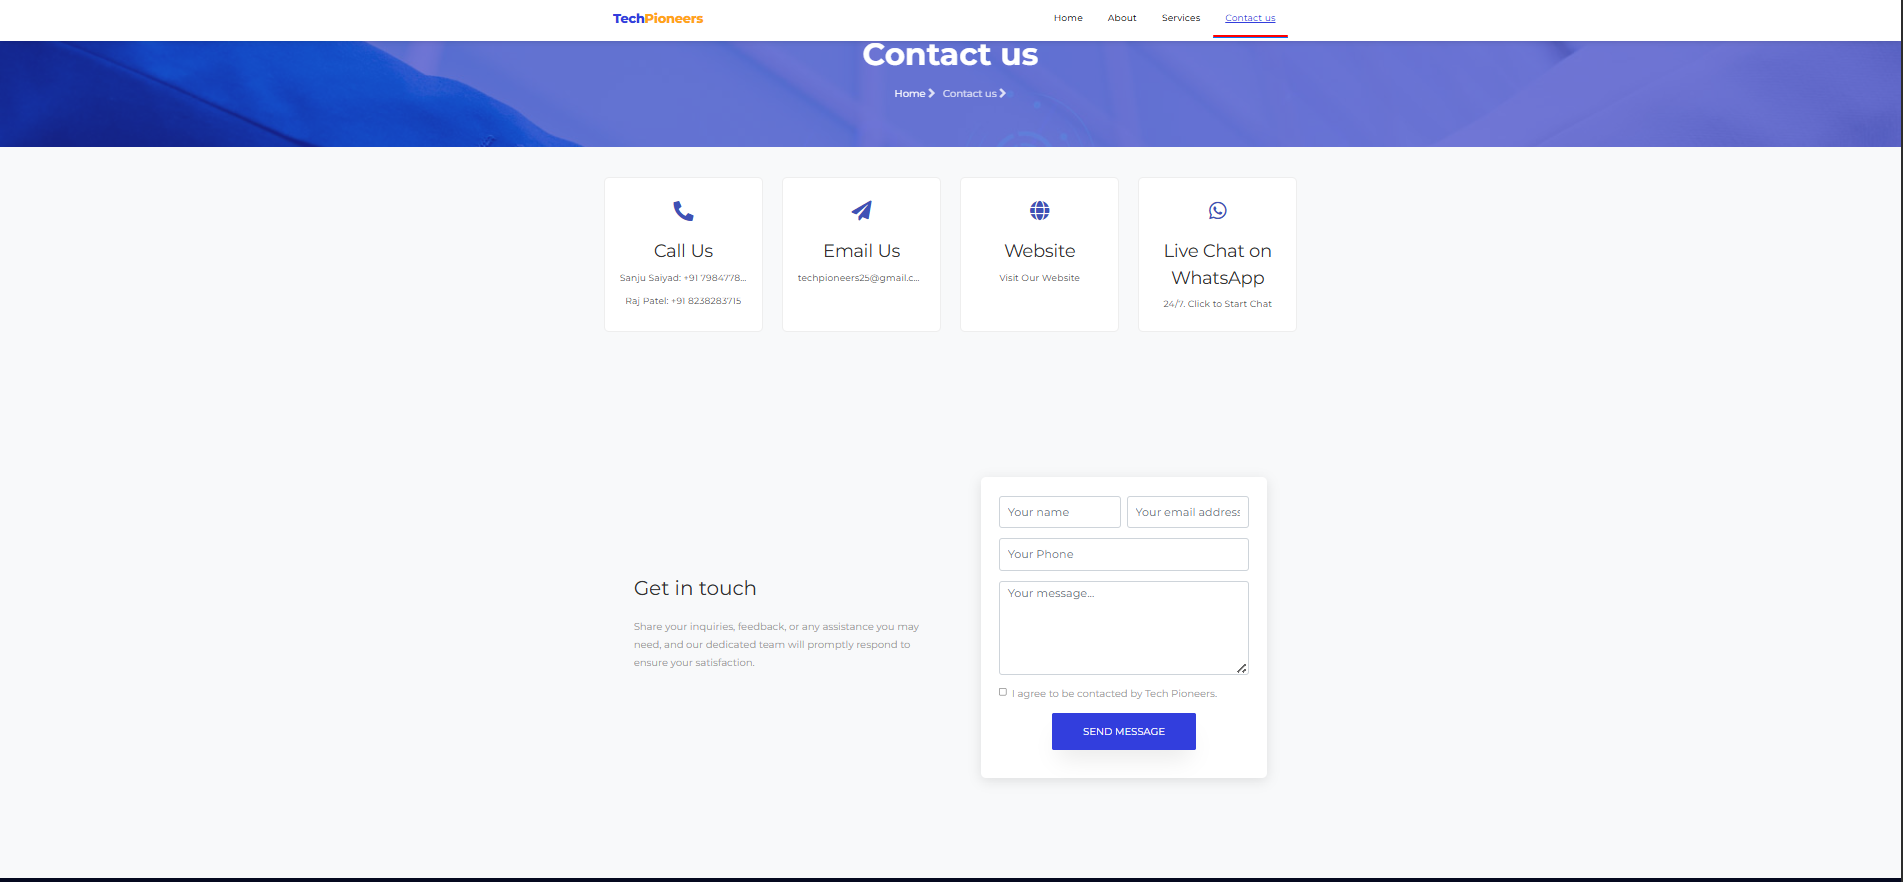 TechPioneers
Home About Services Contact us
Contact us
Home Contact us
Call Us
Sanju Saiyad: +91 7984778...
Raj Patel: +91 8238283715
Email Us
techpioneers25@gmail.c...
Website
Visit Our Website
Live Chat on
WhatsApp
24/7. Click to Start Chat
Get in touch
Share your inquiries, feedback, or any assistance you may
need, and our dedicated team will promptly respond to
ensure your satisfaction.
Your name
Your email address
Your Phone
Your message...
I agree to be contacted by Tech Pioneers.
SEND MESSAGE